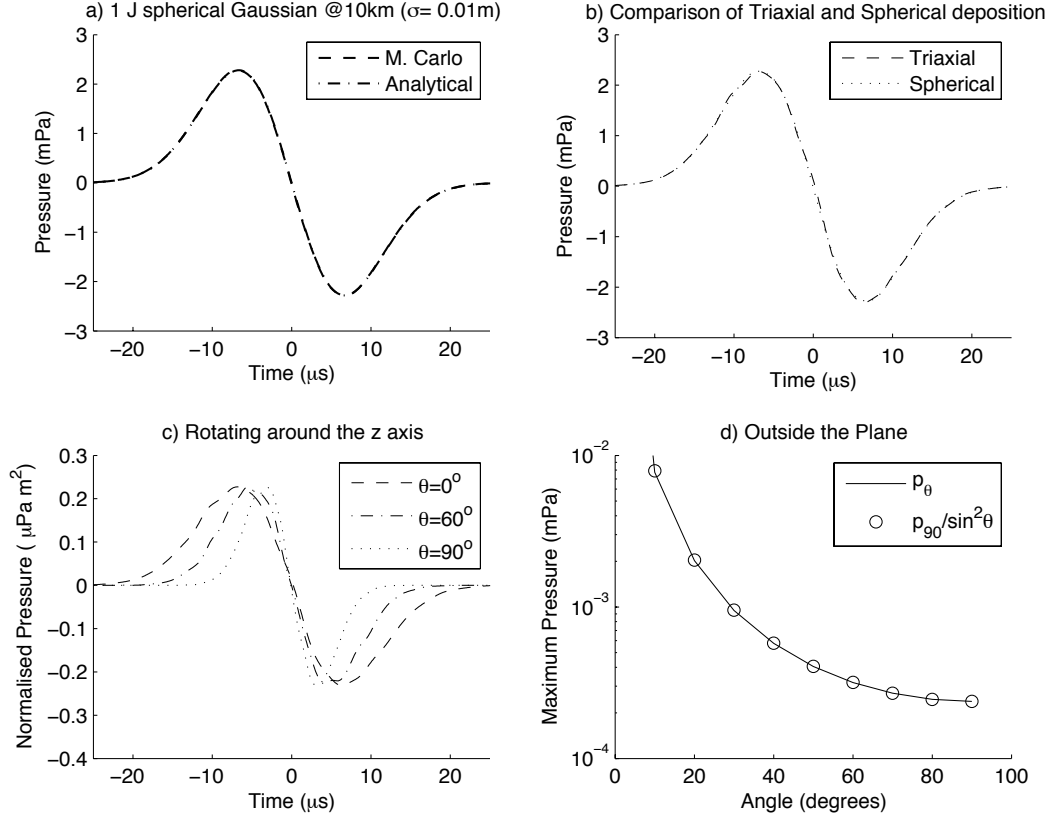 a) 1 J spherical Gaussian @10km (σ= 0.01m)
3
2
1
0
−1
−2
−3
Pressure (mPa)
M. Carlo
Analytical
−20
−10
0
10
20
Time (μs)
b) Comparison of Triaxial and Spherical deposition
3
2
1
0
−1
−2
−3
Pressure (mPa)
Triaxial
Spherical
−20
−10
0
10
20
Time (μs)
c) Rotating around the z axis
0.3
0.2
0.1
0
−0.1
−0.2
−0.3
−0.4
Normalised Pressure ( μPa m²)
θ=0°
θ=60°
θ=90°
−20
−10
0
10
20
Time (μs)
d) Outside the Plane
10⁻²
10⁻³
10⁻⁴
Maximum Pressure (mPa)
p_θ
p₉₀/sin²θ
0
20
40
60
80
100
Angle (degrees)